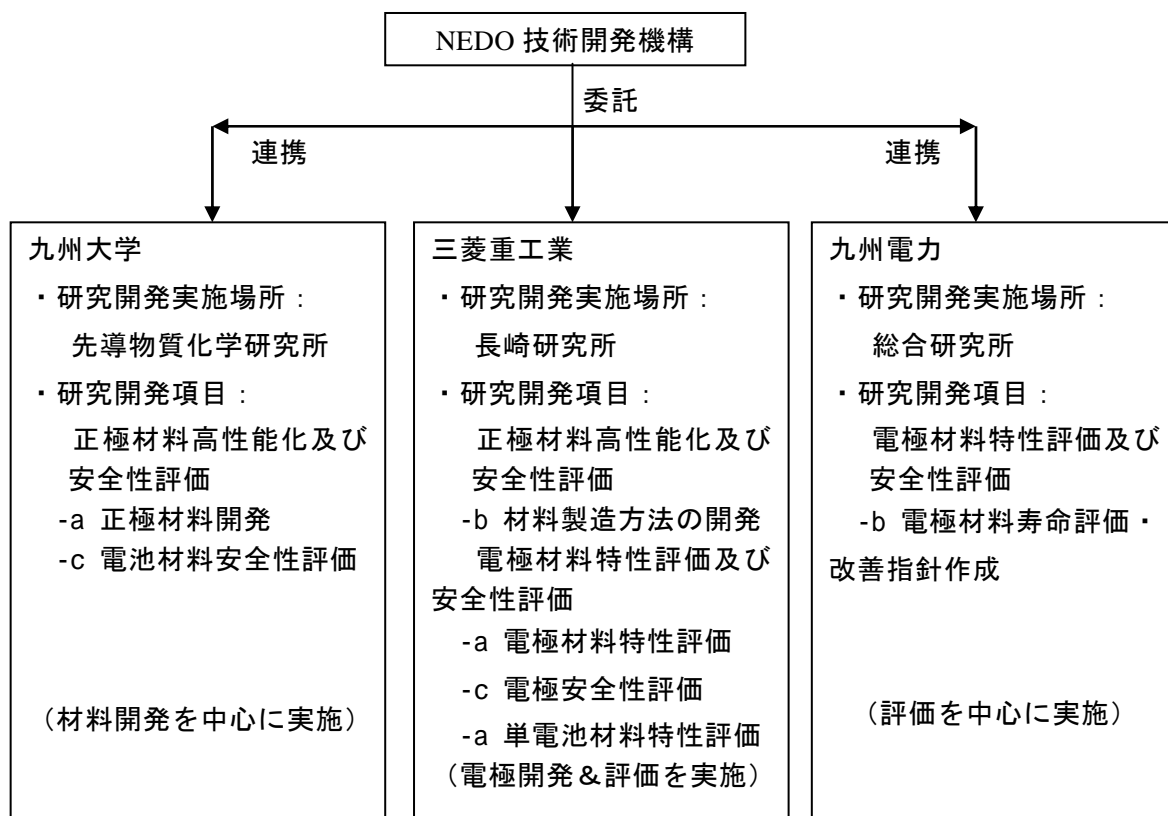 NEDO 技術開発機構
委託
連携
連携
九州大学
・研究開発実施場所：
先導物質化学研究所
・研究開発項目：
正極材料高性能化及び
安全性評価
-a 正極材料開発
-c 電池材料安全性評価
（材料開発を中心に実施）
三菱重工業
・研究開発実施場所：
長崎研究所
・研究開発項目：
正極材料高性能化及び
安全性評価
-b 材料製造方法の開発
電極材料特性評価及び
安全性評価
-a 電極材料特性評価
-c 電極安全性評価
-a 単電池材料特性評価
（電極開発＆評価を実施）
九州電力
・研究開発実施場所：
総合研究所
・研究開発項目：
電極材料特性評価及び
安全性評価
-b 電極材料寿命評価・
改善指針作成
（評価を中心に実施）